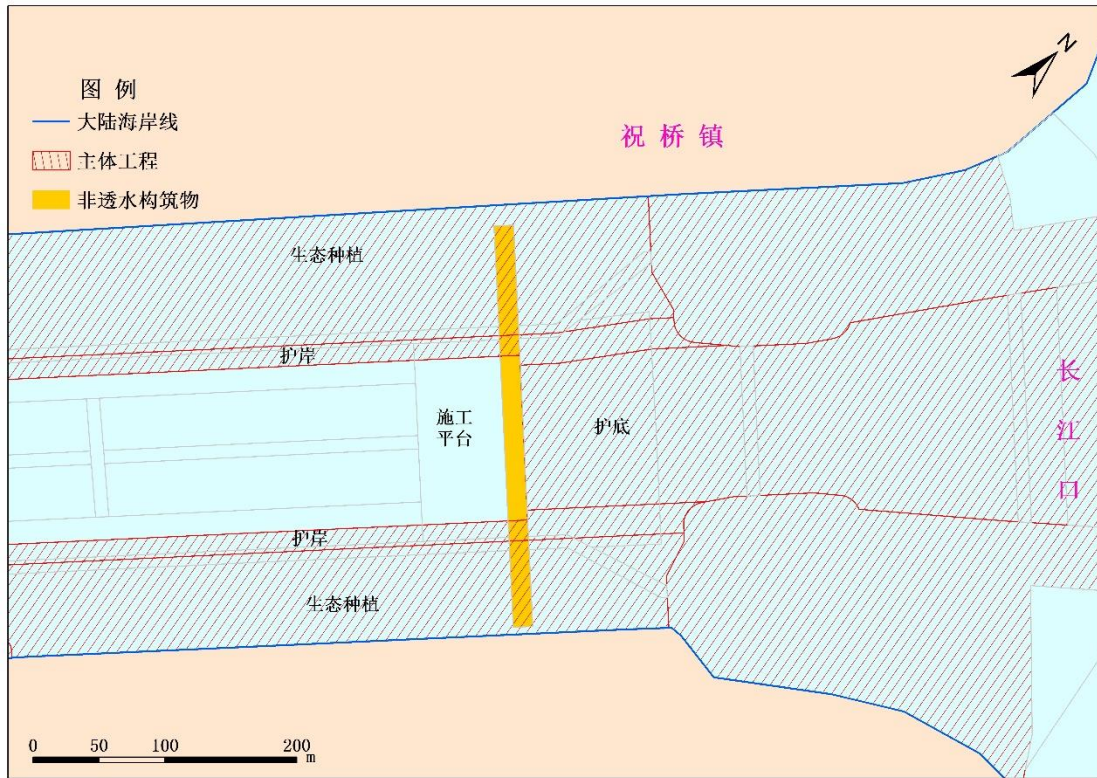 图 例
大陆海岸线
主体工程
非透水构筑物
祝 桥 镇
N
生态种植
护岸
施工
平台
护底
长
江
口
护岸
生态种植
0 50 100 200
m